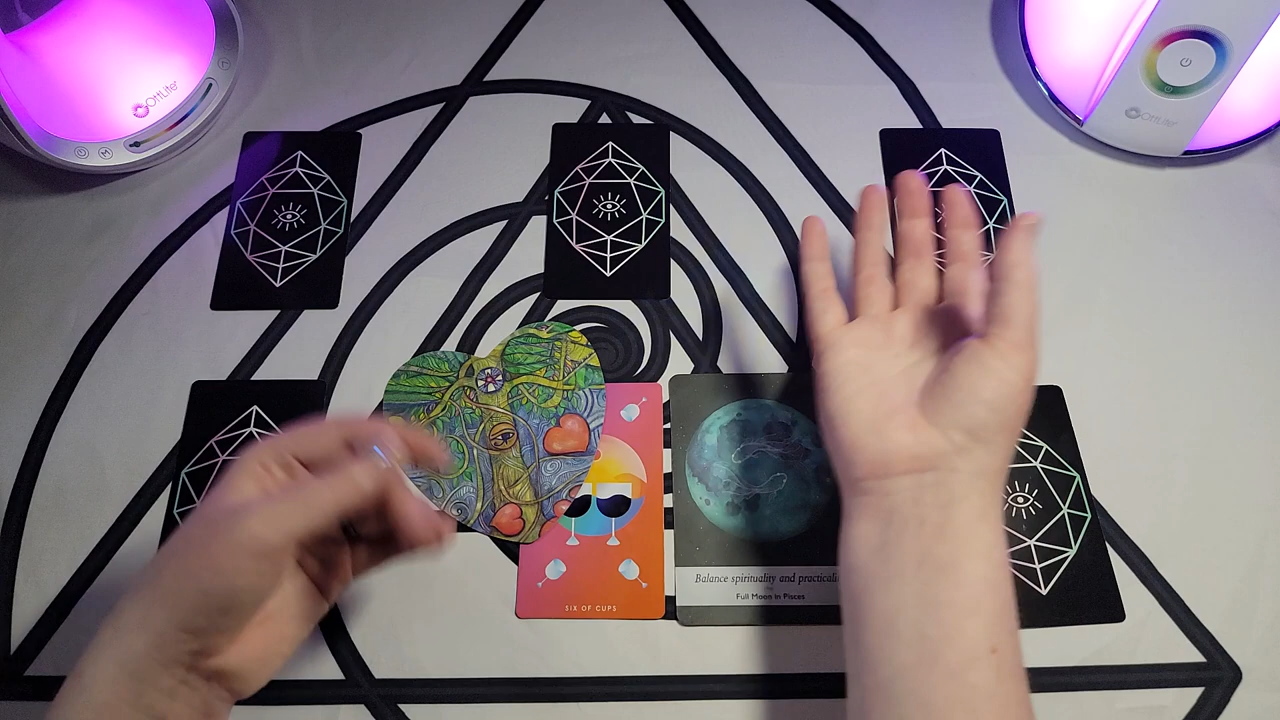 OttLite
OttLite
SIX OF CUPS
Balance spirituality and practicali
Full Moon in Pisces